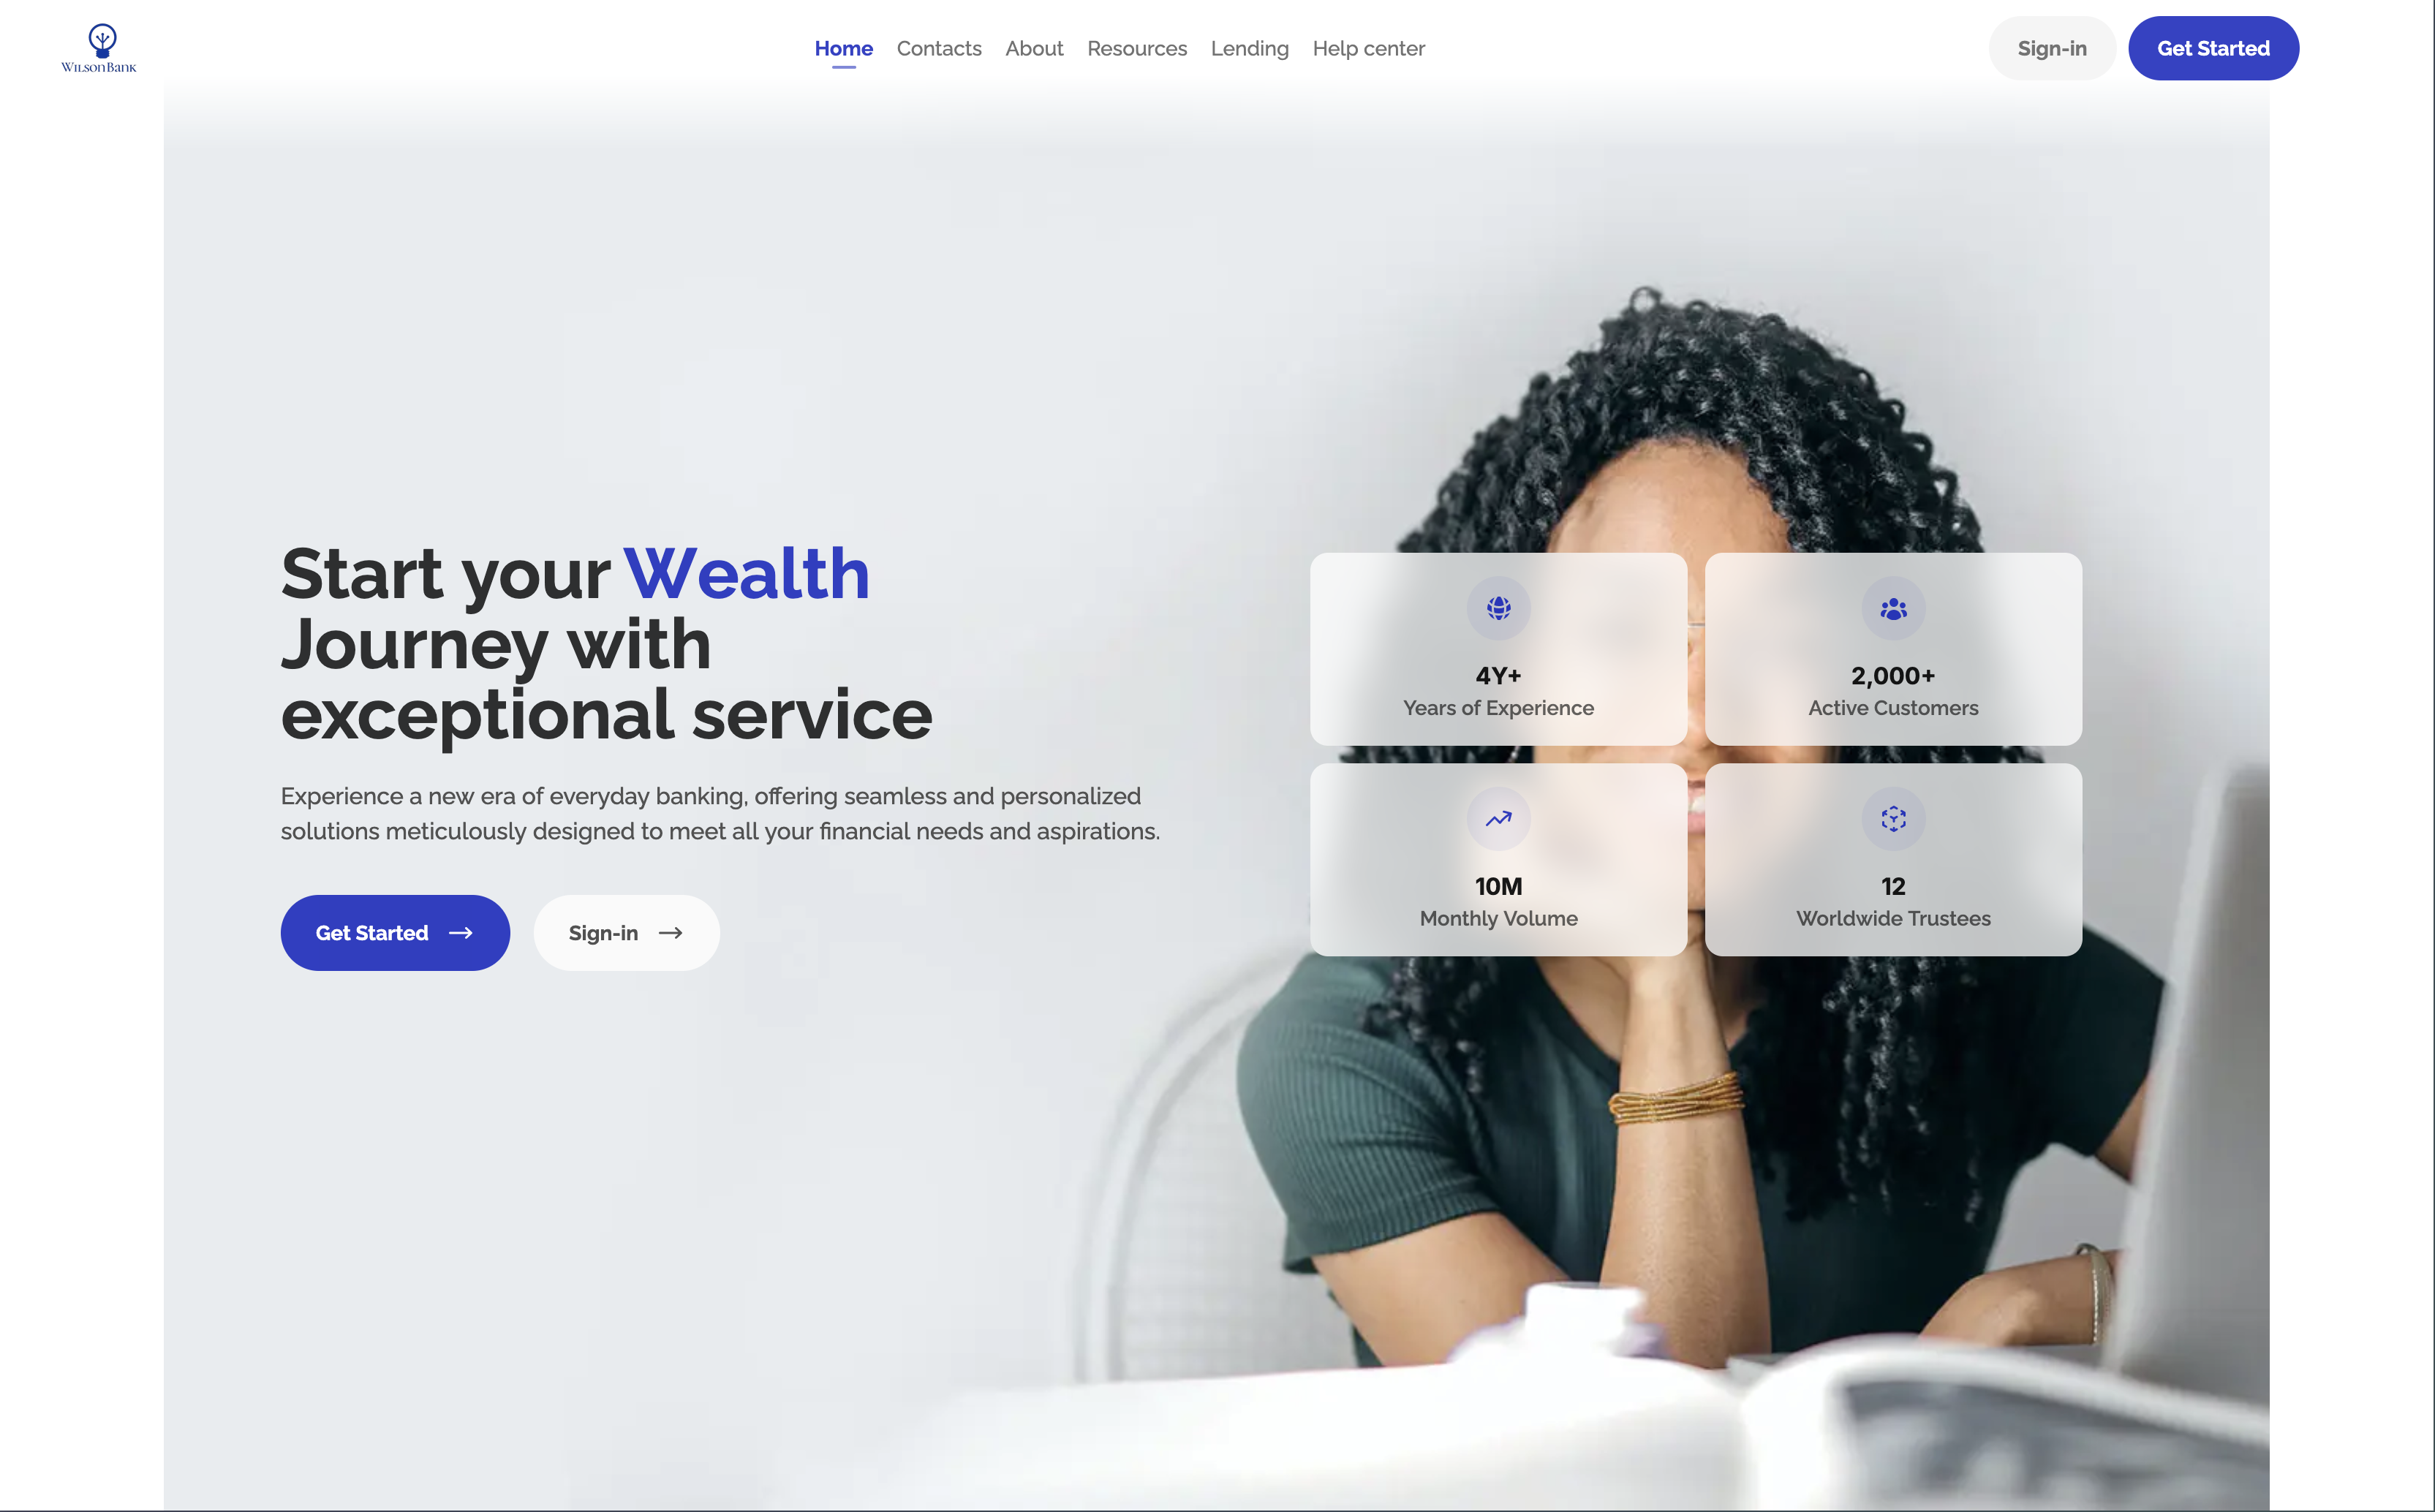 WILSON BANK
Home
Contacts
About
Resources
Lending
Help center
Sign-in
Get Started
Start your Wealth
Journey with
exceptional service
Experience a new era of everyday banking, offering seamless and personalized
solutions meticulously designed to meet all your financial needs and aspirations.
Get Started →
Sign-in →
4Y+
Years of Experience
2,000+
Active Customers
10M
Monthly Volume
12
Worldwide Trustees